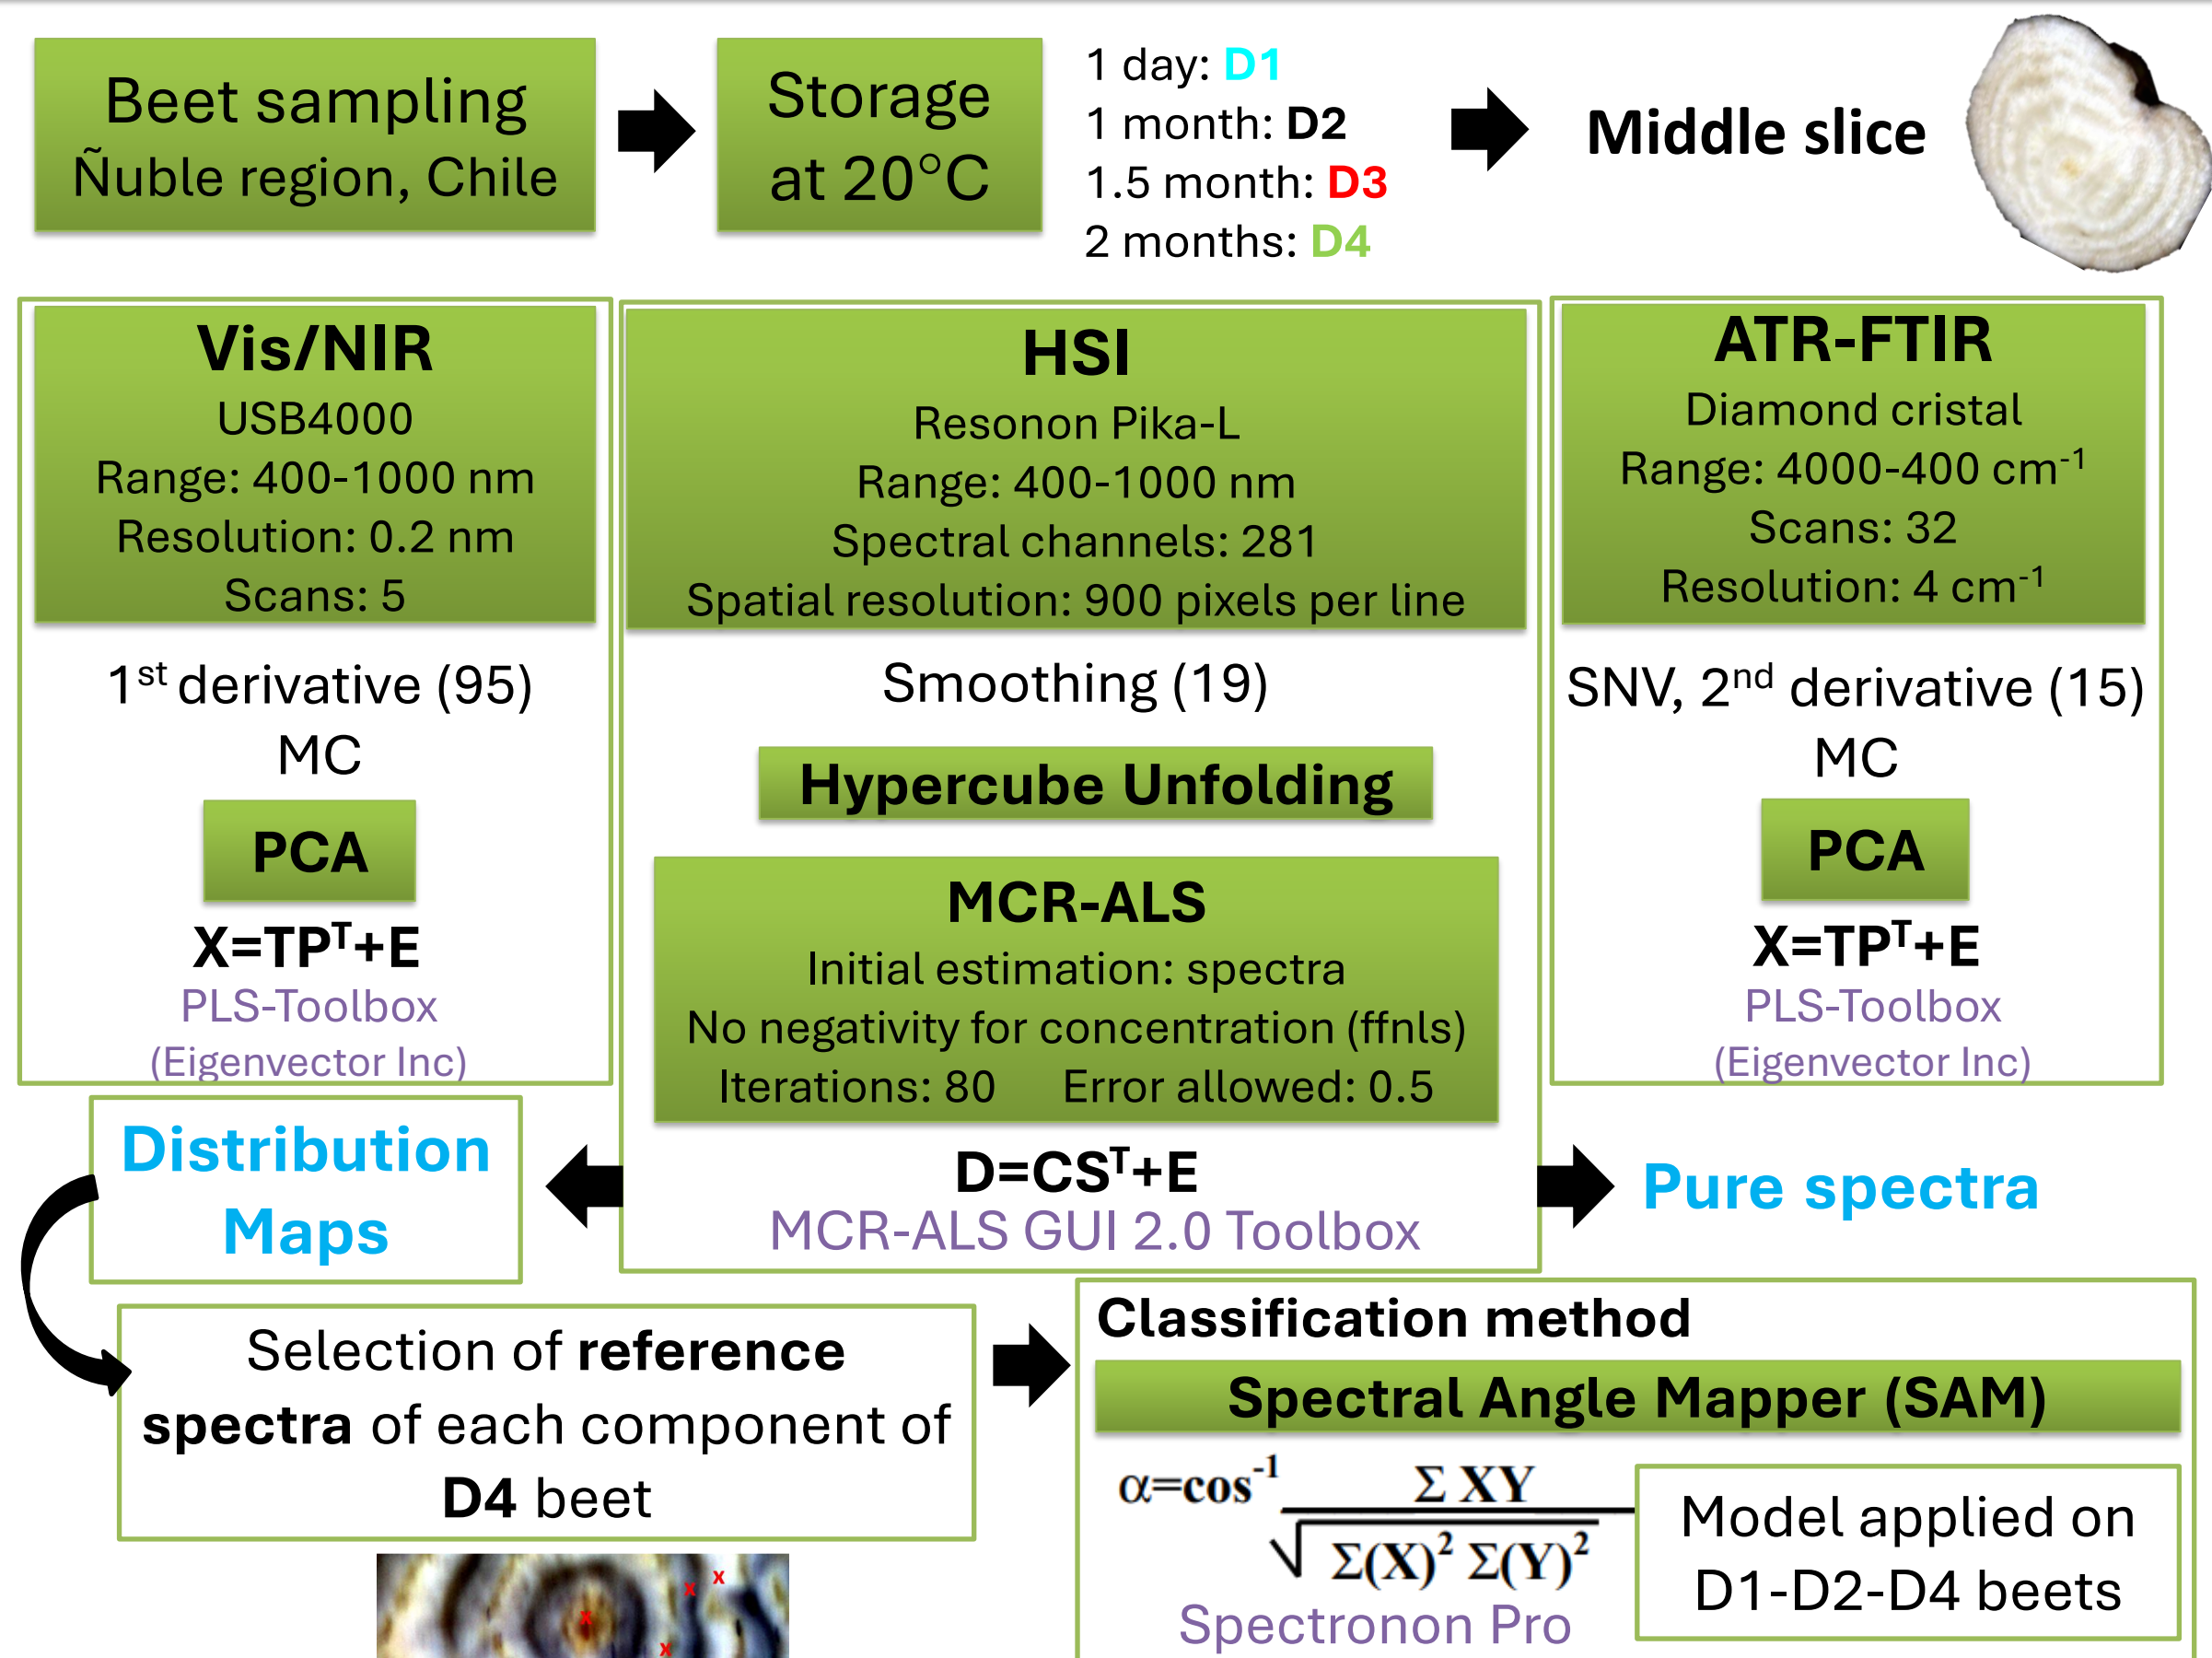 Beet sampling
Ñuble region, Chile
Storage
at 20°C
1 day: D1
1 month: D2
1.5 month: D3
2 months: D4
Middle slice
Vis/NIR
USB4000
Range: 400-1000 nm
Resolution: 0.2 nm
Scans: 5
1st derivative (95)
MC
PCA
X=TPᵀ+E
PLS-Toolbox
(Eigenvector Inc)
HSI
Resonon Pika-L
Range: 400-1000 nm
Spectral channels: 281
Spatial resolution: 900 pixels per line
Smoothing (19)
Hypercube Unfolding
MCR-ALS
Initial estimation: spectra
No negativity for concentration (ffnls)
Iterations: 80 Error allowed: 0.5
D=CSᵀ+E
MCR-ALS GUI 2.0 Toolbox
ATR-FTIR
Diamond cristal
Range: 4000-400 cm⁻¹
Scans: 32
Resolution: 4 cm⁻¹
SNV, 2nd derivative (15)
MC
PCA
X=TPᵀ+E
PLS-Toolbox
(Eigenvector Inc)
Distribution
Maps
Pure spectra
Selection of reference
spectra of each component of
D4 beet
x
x
x
x
Classification method
Spectral Angle Mapper (SAM)
α=cos⁻¹ Σ XY
√ Σ(X)² Σ(Y)²
Spectronon Pro
Model applied on
D1-D2-D4 beets